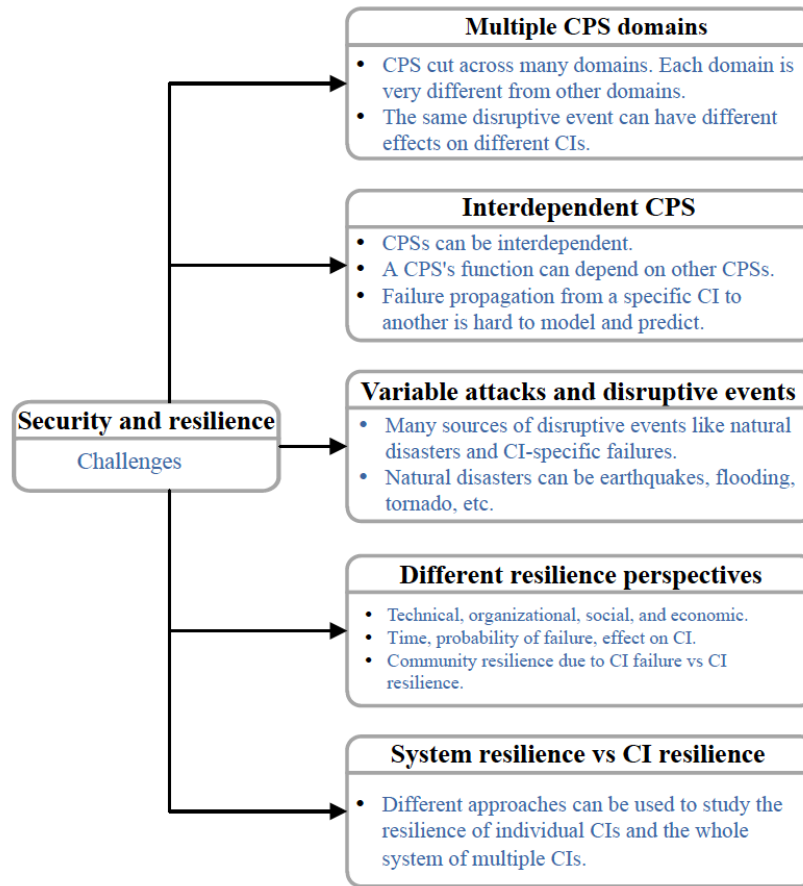 Multiple CPS domains
• CPS cut across many domains. Each domain is
very different from other domains.
• The same disruptive event can have different
effects on different CIs.
Interdependent CPS
• CPSs can be interdependent.
• A CPS's function can depend on other CPSs.
• Failure propagation from a specific CI to
another is hard to model and predict.
Security and resilience
Challenges
Variable attacks and disruptive events
• Many sources of disruptive events like natural
disasters and CI-specific failures.
• Natural disasters can be earthquakes, flooding,
tornado, etc.
Different resilience perspectives
• Technical, organizational, social, and economic.
• Time, probability of failure, effect on CI.
• Community resilience due to CI failure vs CI
resilience.
System resilience vs CI resilience
• Different approaches can be used to study the
resilience of individual CIs and the whole
system of multiple CIs.